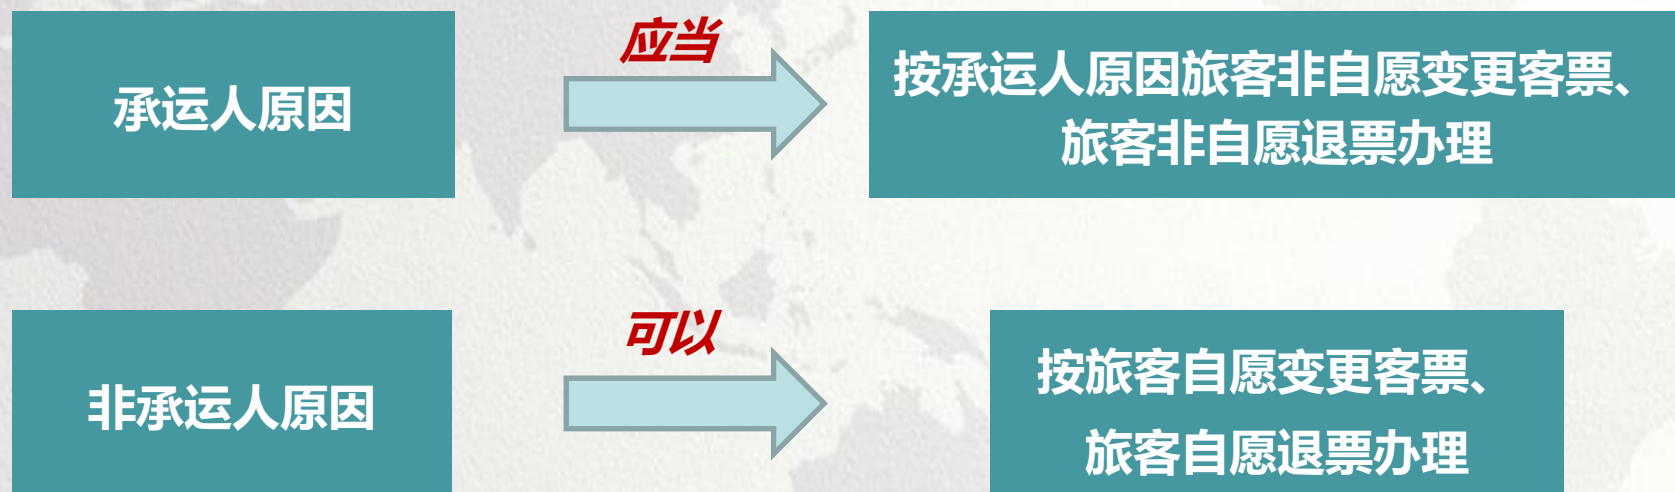 承运人原因
应当
按承运人原因旅客非自愿变更客票、
旅客非自愿退票办理
非承运人原因
可以
按旅客自愿变更客票、
旅客自愿退票办理